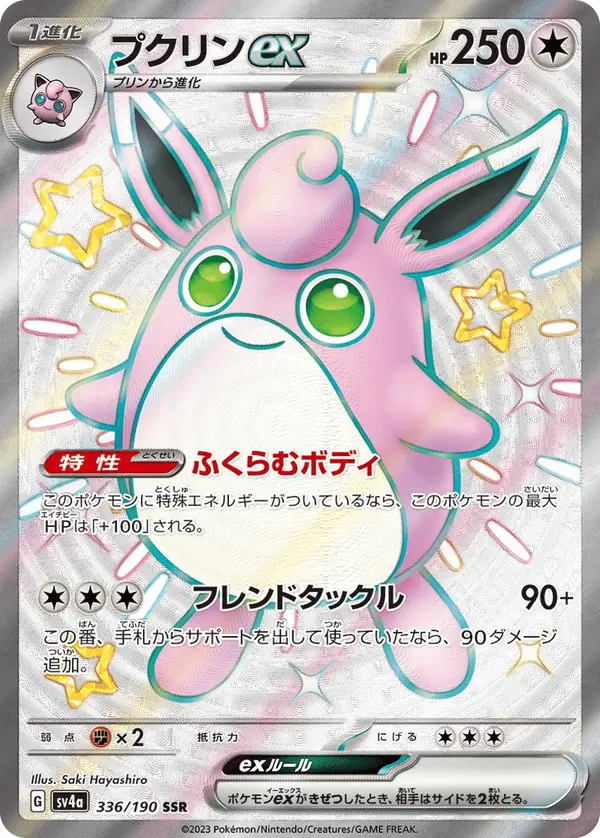 1進化
プクリンex
HP 250
プリンから進化
特性 とくせい ふくらむボディ
このポケモンに特殊エネルギーがついているなら、このポケモンの最大
HPは「+100」される。
フレンドタックル 90+
この番、手札からサポートを出して使っていたなら、90ダメージ
追加。
弱点 ×2 抵抗力 にげる
exルール
ポケモンexがきぜつしたとき、相手はサイドを2枚とる。
Illus. Saki Hayashiro
G sv4a 336/190 SSR
©2023 Pokémon/Nintendo/Creatures/GAME FREAK.